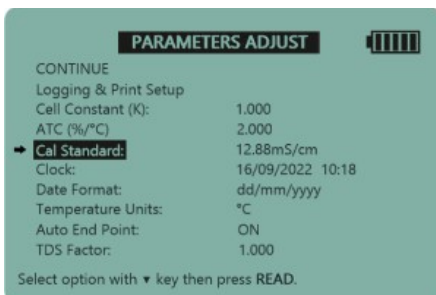 PARAMETERS ADJUST
CONTINUE
Logging & Print Setup
Cell Constant (K): 1.000
ATC (%/°C) 2.000
➡ Cal Standard: 12.88mS/cm
Clock: 16/09/2022 10:18
Date Format: dd/mm/yyyy
Temperature Units: °C
Auto End Point: ON
TDS Factor: 1.000
Select option with ▼ key then press READ.